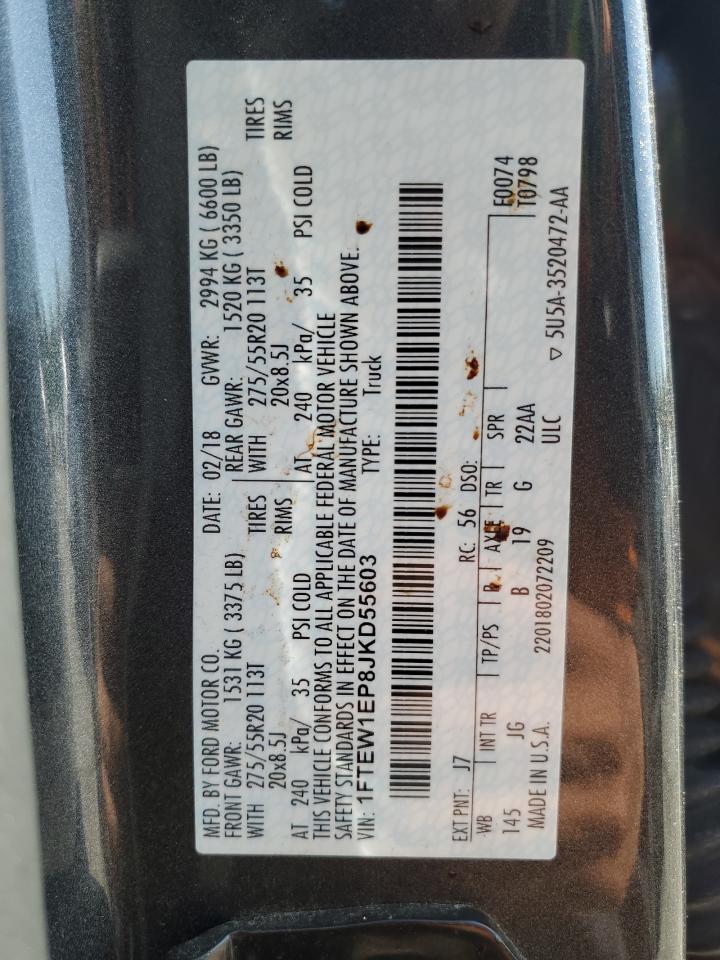 MFD. BY FORD MOTOR CO. DATE: 02/18 GVWR: 2994 KG ( 6600 LB)
FRONT GAWR: 1531 KG ( 3375 LB) REAR GAWR: 1520 KG ( 3350 LB)
WITH 275/55R20 113T TIRES WITH 275/55R20 113T TIRES
20x8.5J RIMS 20x8.5J RIMS
AT 240 kPa/ 35 PSI COLD AT 240 kPa/ 35 PSI COLD
THIS VEHICLE CONFORMS TO ALL APPLICABLE FEDERAL MOTOR VEHICLE
SAFETY STANDARDS IN EFFECT ON THE DATE OF MANUFACTURE SHOWN ABOVE.
VIN: 1FTEW1EP8JKD55603 TYPE: Truck
EXT PNT: J7 RC: 56 DSO: F0074
WB INT TR TP/PS R AXLE TR SPR T0798
145 JG B 19 G 22AA
ULC
MADE IN U.S.A. 2201802072209 ▽ 5U5A-3520472-AA